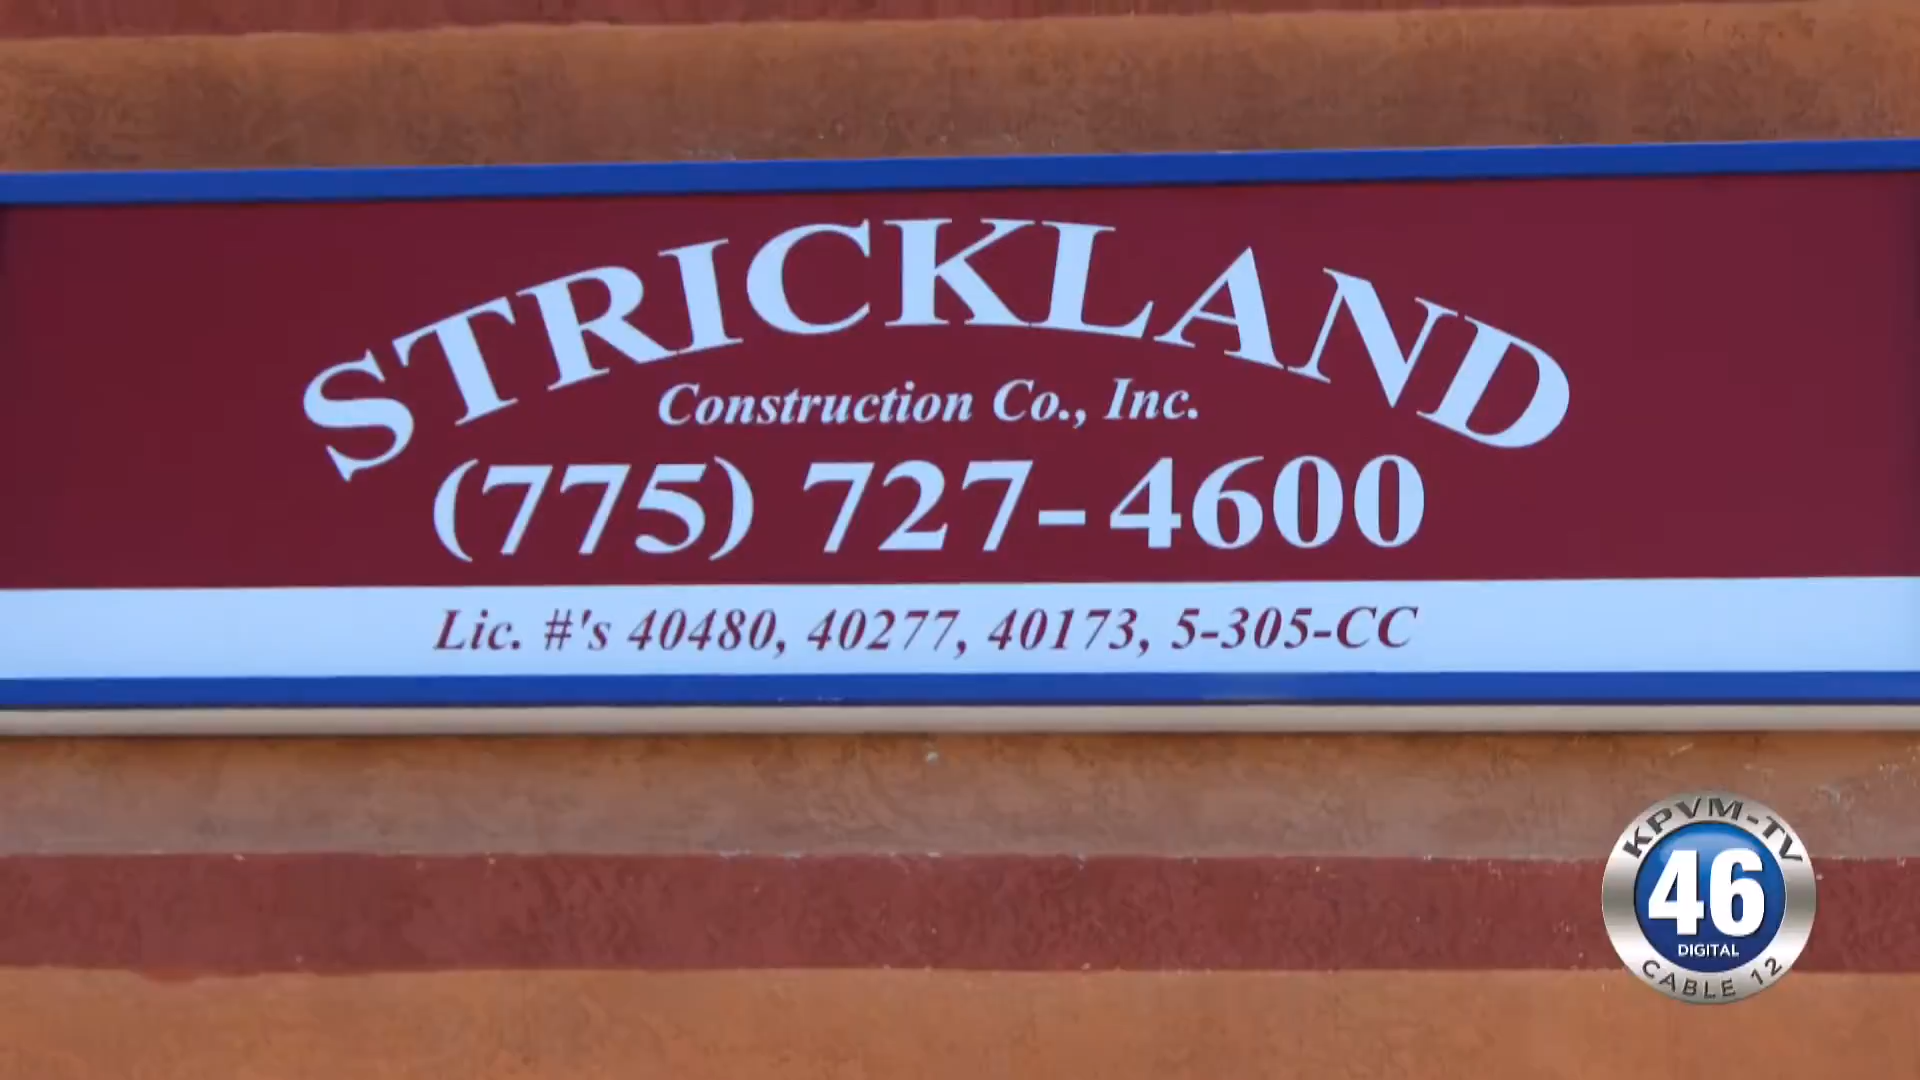 STRICKLAND
Construction Co., Inc.
(775) 727-4600
Lic. #'s 40480, 40277, 40173, 5-305-CC
KPVM-TV
46
DIGITAL
CABLE 12